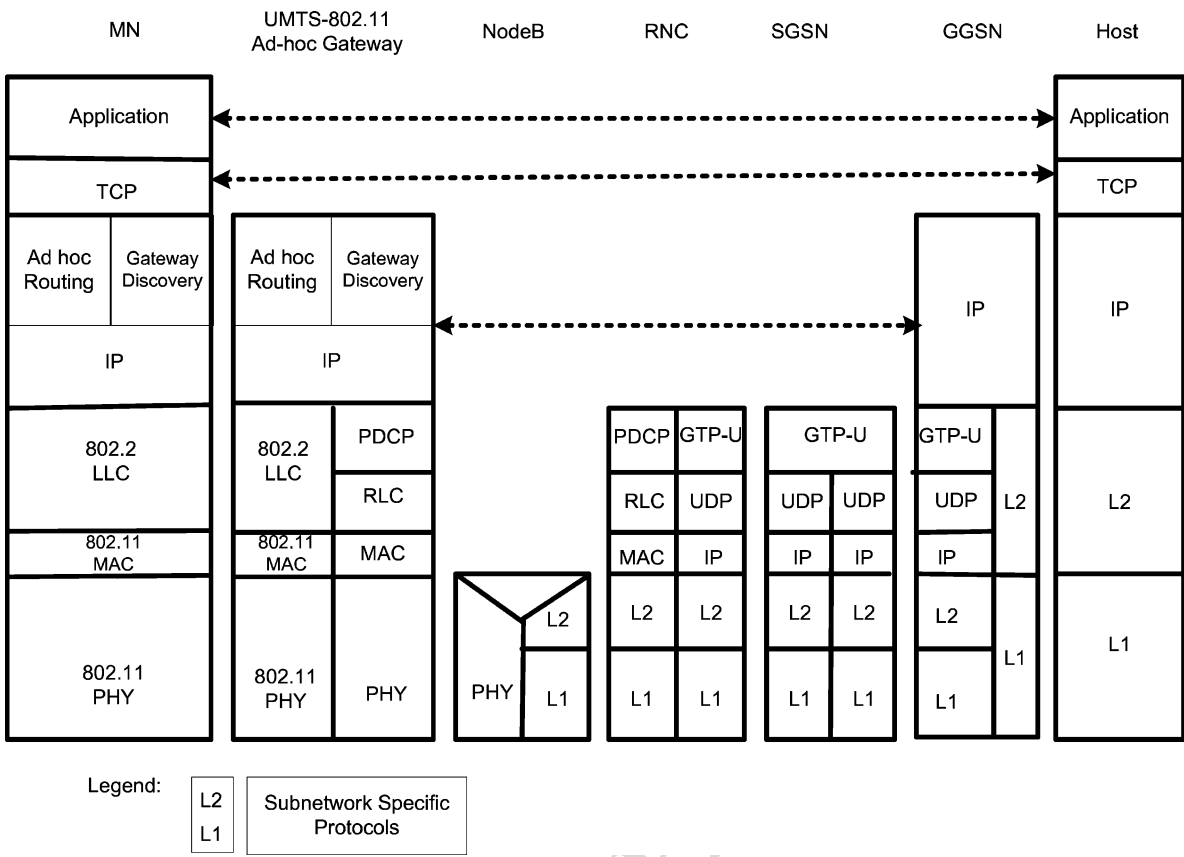 MN
UMTS-802.11
Ad-hoc Gateway
NodeB
RNC
SGSN
GGSN
Host
Application
Application
TCP
TCP
Ad hoc
Routing
Gateway
Discovery
Ad hoc
Routing
Gateway
Discovery
IP
IP
IP
IP
802.2
LLC
802.2
LLC
PDCP
PDCP
GTP-U
GTP-U
GTP-U
RLC
RLC
UDP
UDP
UDP
UDP
L2
L2
802.11
MAC
802.11
MAC
MAC
MAC
IP
IP
IP
IP
L2
L2
L2
L2
L2
L2
L1
L1
802.11
PHY
802.11
PHY
PHY
PHY
L1
L1
L1
L1
L1
L1
Legend:
L2
L1
Subnetwork Specific
Protocols